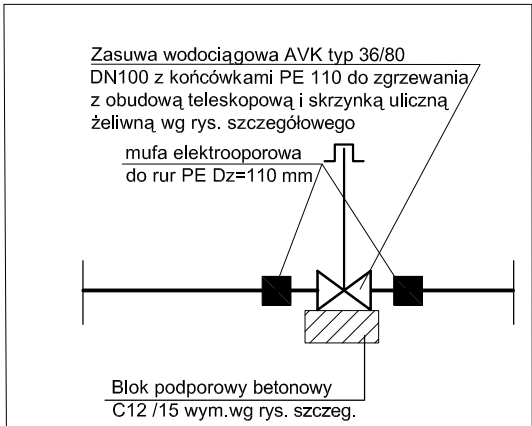 Zasuwa wodociągowa AVK typ 36/80
DN100 z końcówkami PE 110 do zgrzewania
z obudową teleskopową i skrzynką uliczną
żeliwną wg rys. szczegółowego
mufa elektrooporowa
do rur PE Dz=110 mm
Blok podporowy betonowy
C12 /15 wym.wg rys. szczeg.